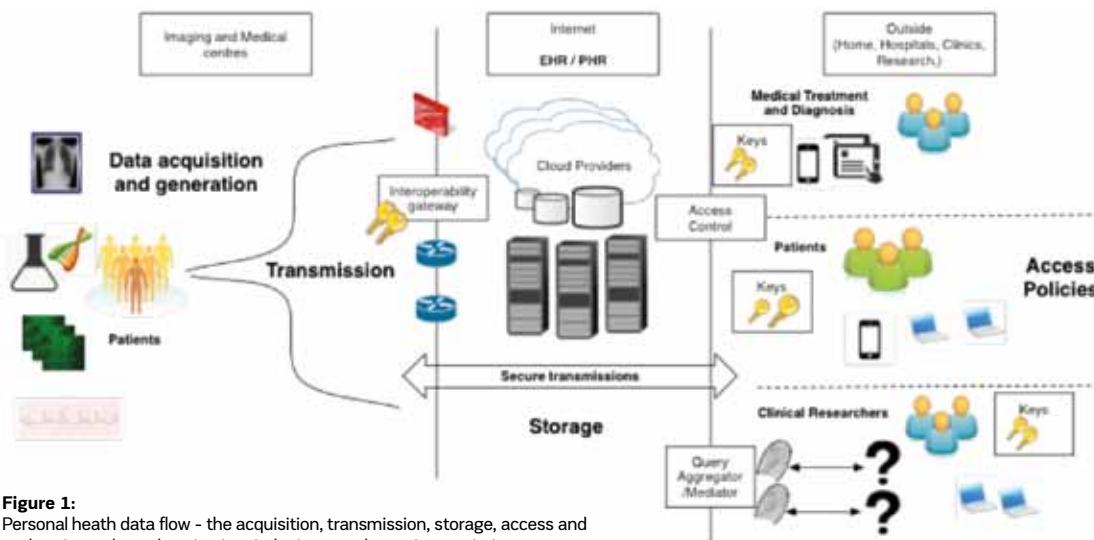 Imaging and Medical
centres
Internet
EHR / PHR
Outside
(Home, Hospitals, Clinics,
Research,)
Data acquisition
and generation
Patients
Transmission
Interoperability
gateway
Cloud Providers
Access
Control
Medical Treatment
and Diagnosis
Keys
Patients
Keys
Access
Policies
Secure transmissions
Storage
Clinical Researchers
Keys
Query
Aggregator
/Mediator
?
?
Figure 1:
Personal heath data flow - the acquisition, transmission, storage, access and